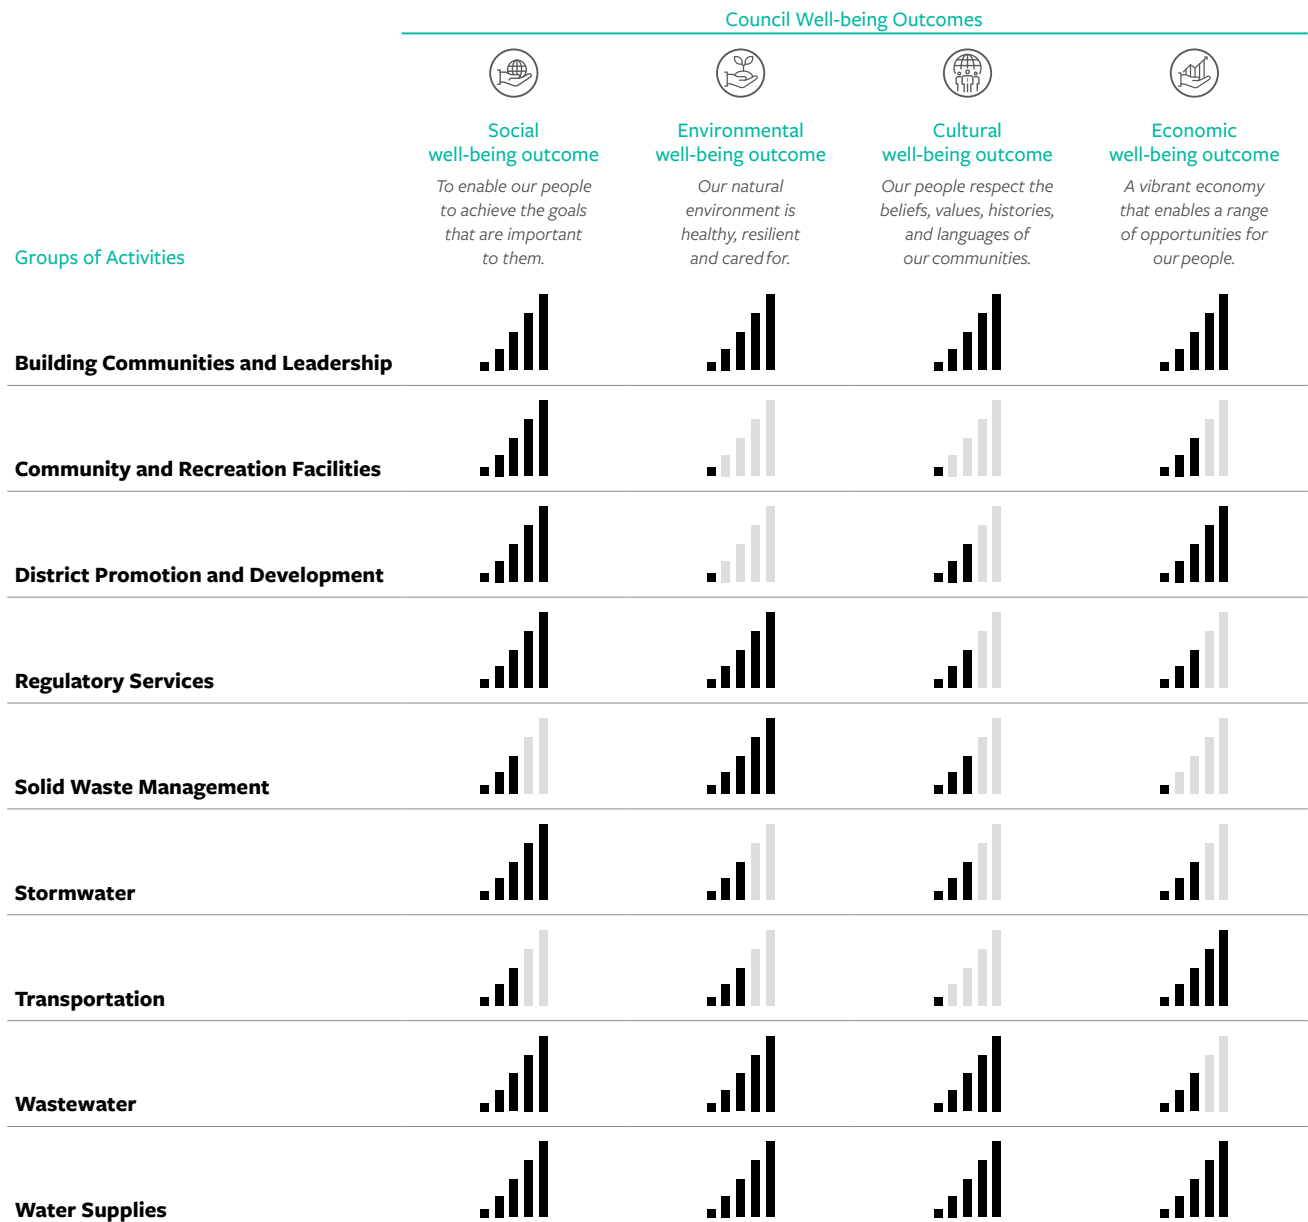 Council Well-being Outcomes
Social
well-being outcome
To enable our people
to achieve the goals
that are important
to them.
Environmental
well-being outcome
Our natural
environment is
healthy, resilient
and cared for.
Cultural
well-being outcome
Our people respect the
beliefs, values, histories,
and languages of
our communities.
Economic
well-being outcome
A vibrant economy
that enables a range
of opportunities for
our people.
Groups of Activities
Building Communities and Leadership
Community and Recreation Facilities
District Promotion and Development
Regulatory Services
Solid Waste Management
Stormwater
Transportation
Wastewater
Water Supplies